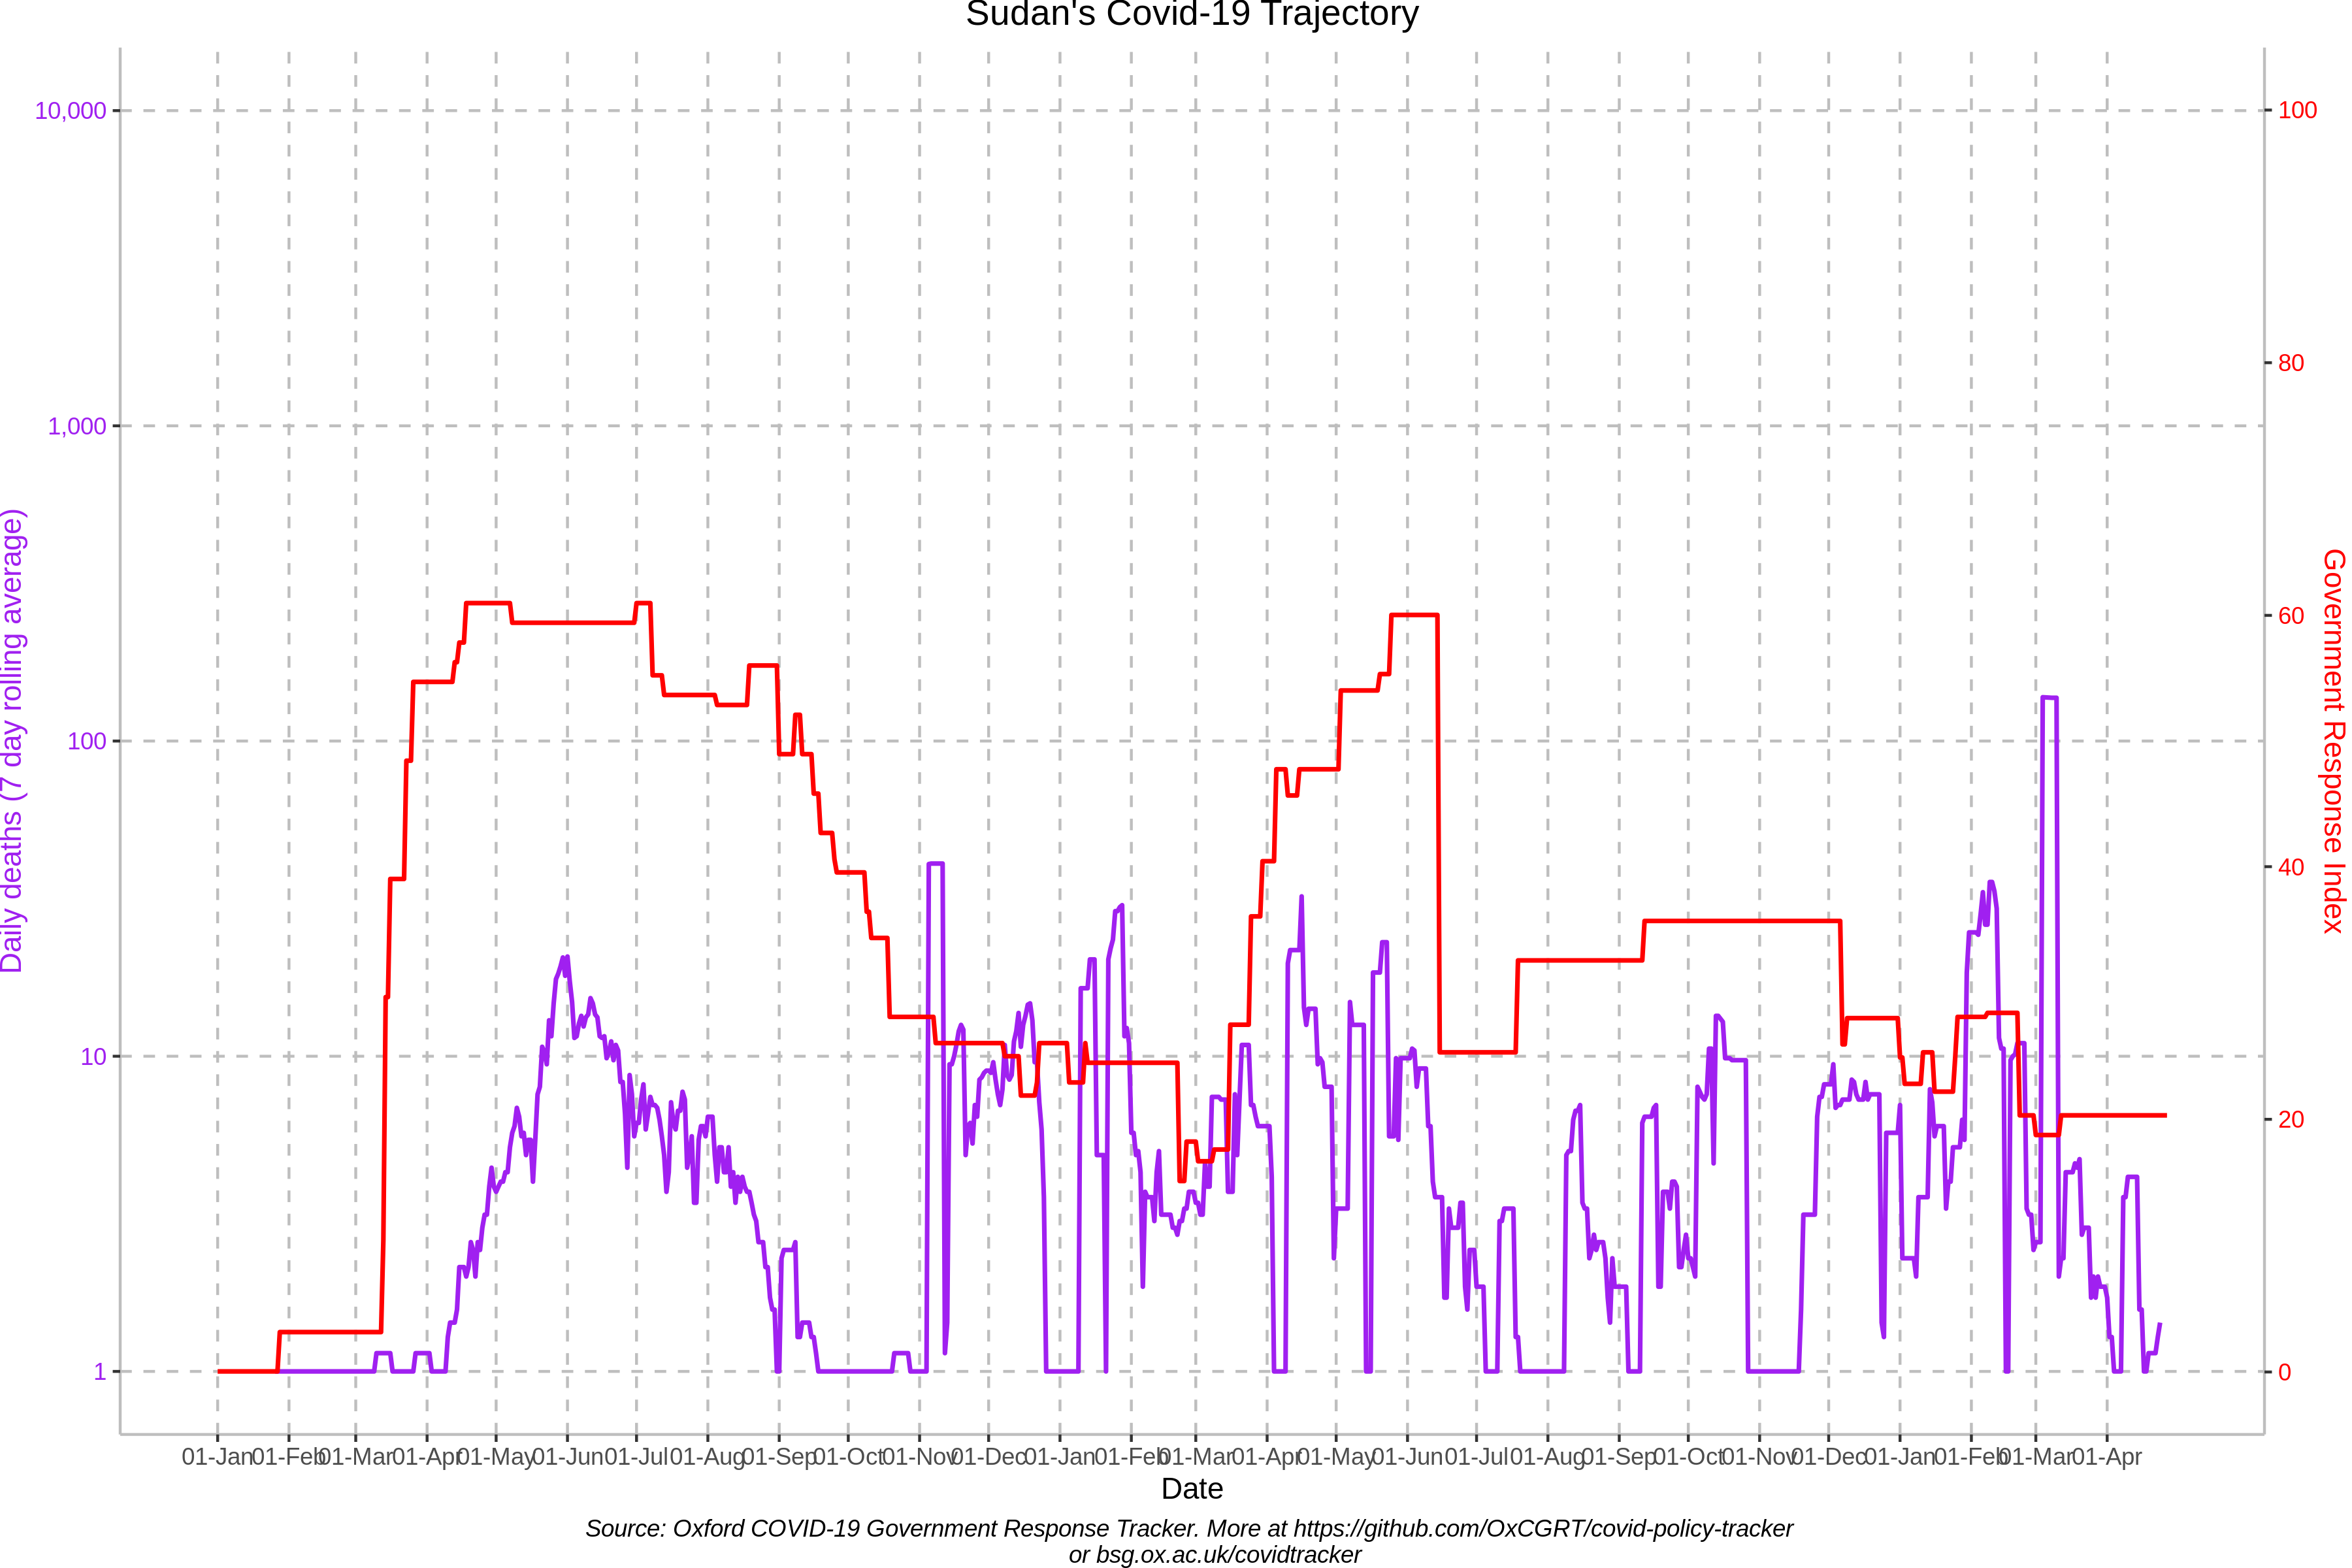 Sudan's Covid-19 Trajectory
10,000
1,000
100
10
1
Daily deaths (7 day rolling average)
100
80
60
40
20
0
Government Response Index
01-Jan 01-Feb 01-Mar 01-Apr 01-May 01-Jun 01-Jul 01-Aug 01-Sep 01-Oct 01-Nov 01-Dec 01-Jan 01-Feb 01-Mar 01-Apr 01-May 01-Jun 01-Jul 01-Aug 01-Sep 01-Oct 01-Nov 01-Dec 01-Jan 01-Feb 01-Mar 01-Apr
Date
Source: Oxford COVID-19 Government Response Tracker. More at https://github.com/OxCGRT/covid-policy-tracker
or bsg.ox.ac.uk/covidtracker